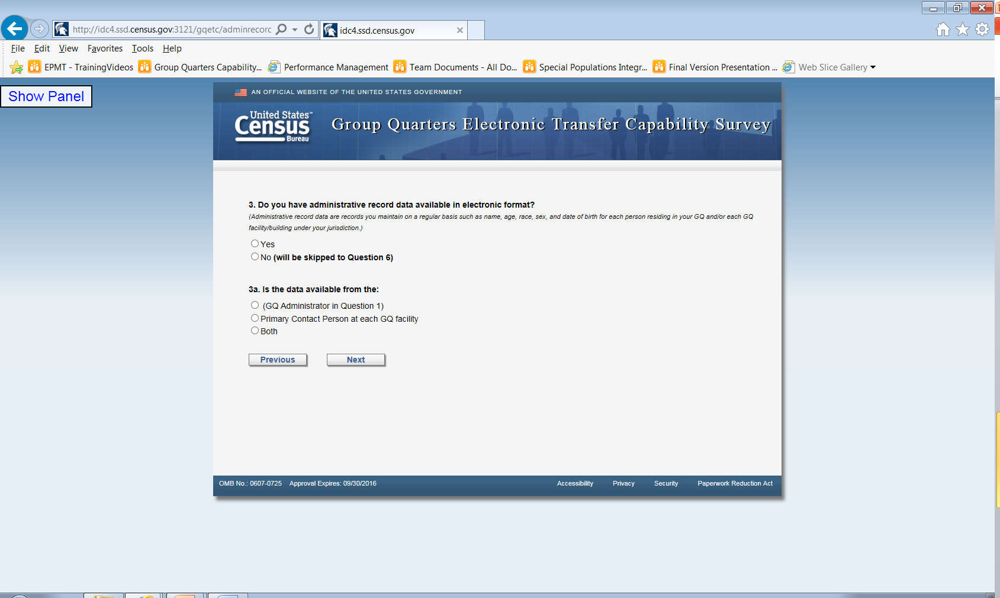 http://idc4.ssd.census.gov:3121/gqetc/adminrecorc
idc4.ssd.census.gov
File Edit View Favorites Tools Help
EPMT - TrainingVideos Group Quarters Capability... Performance Management Team Documents - All Do... Special Populations Integr... Final Version Presentation ... Web Slice Gallery
Show Panel
AN OFFICIAL WEBSITE OF THE UNITED STATES GOVERNMENT
United States™
Census
Bureau
Group Quarters Electronic Transfer Capability Survey
3. Do you have administrative record data available in electronic format?
(Administrative record data are records you maintain on a regular basis such as name, age, race, sex, and date of birth for each person residing in your GQ and/or each GQ
facility/building under your jurisdiction.)
Yes
No (will be skipped to Question 6)
3a. Is the data available from the:
(GQ Administrator in Question 1)
Primary Contact Person at each GQ facility
Both
Previous Next
OMB No.: 0607-0725 Approval Expires: 09/30/2016 Accessibility Privacy Security Paperwork Reduction Act